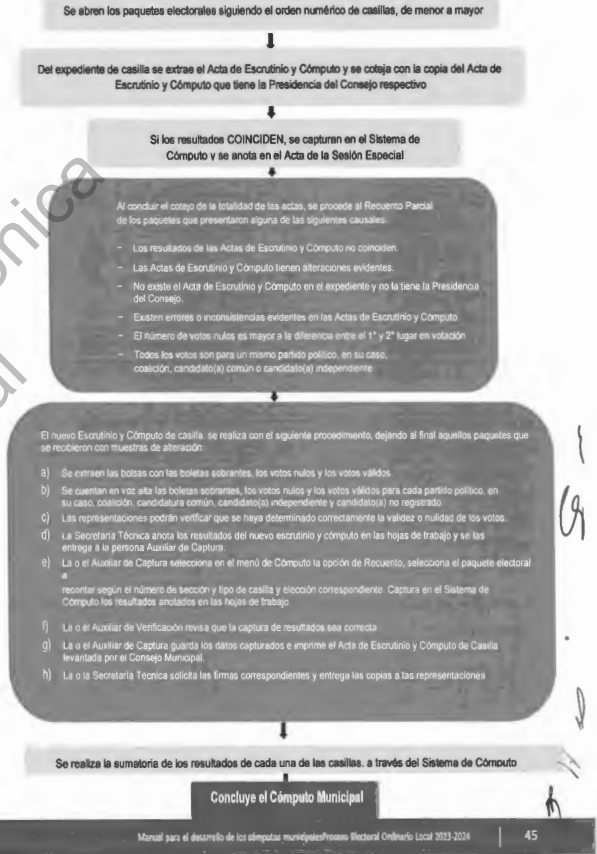 Se abren los paquetes electorales siguiendo el orden numérico de casillas, de menor a mayor
Del expediente de casilla se extrae el Acta de Escrutinio y Cómputo y se coteja con la copia del Acta de
Escrutinio y Cómputo que tiene la Presidencia del Consejo respectivo
Si los resultados COINCIDEN, se capturan en el Sistema de
Cómputo y se anota en el Acta de la Sesión Especial
Al concluir el cotejo de la totalidad de las actas, se procede al Recuento Parcial
de los paquetes que presentaron alguna de las siguientes causales.
- Los resultados de las Actas de Escrutinio y Cómputo no coinciden.
- Las Actas de Escrutinio y Cómputo tienen alteraciones evidentes.
- No existe el Acta de Escrutinio y Cómputo en el expediente y no la tiene la Presidencia
del Consejo.
- Existen errores o inconsistencias evidentes en las Actas de Escrutinio y Cómputo
- El número de votos nulos es mayor a la diferencia entre el 1° y 2° lugar en votación
- Todos los votos son para un mismo partido político, en su caso,
coalición, candidato(a) común o candidato(a) independiente
El nuevo Escrutinio y Cómputo de casilla se realiza con el siguiente procedimiento, dejando al final aquellos paquetes que
se recibieron con muestras de alteración:
a) Se extraen las bolsas con las boletas sobrantes, los votos nulos y los votos válidos
b) Se cuentan en voz alta las boletas sobrantes, los votos nulos y los votos válidos para cada partido político, en
su caso, coalición, candidatura común, candidato(a) independiente y candidato(a) no registrado
c) Las representaciones podrán verificar que se haya determinado correctamente la validez o nulidad de los votos.
d) La Secretaría Técnica anota los resultados del nuevo escrutinio y cómputo en las hojas de trabajo y se las
entrega a la persona Auxiliar de Captura.
e) La o el Auxiliar de Captura selecciona en el menú de Cómputo la opción de Recuento, selecciona el paquete electoral
a
recontar según el número de sección y tipo de casilla y elección correspondiente. Captura en el Sistema de
Cómputo los resultados anotados en las hojas de trabajo.
f) La o el Auxiliar de Verificación revisa que la captura de resultados sea correcta
g) La o el Auxiliar de Captura guarda los datos capturados e imprime el Acta de Escrutinio y Cómputo de Casilla
levantada por el Consejo Municipal.
h) La o la Secretaría Técnica solicita las firmas correspondientes y entrega las copias a las representaciones
Se realiza la sumatoria de los resultados de cada una de las casillas. a través del Sistema de Cómputo
Concluye el Cómputo Municipal
Manual para el desarrollo de los cómputos municipalesProceso Electoral Ordinario Local 2023-2024 | 45